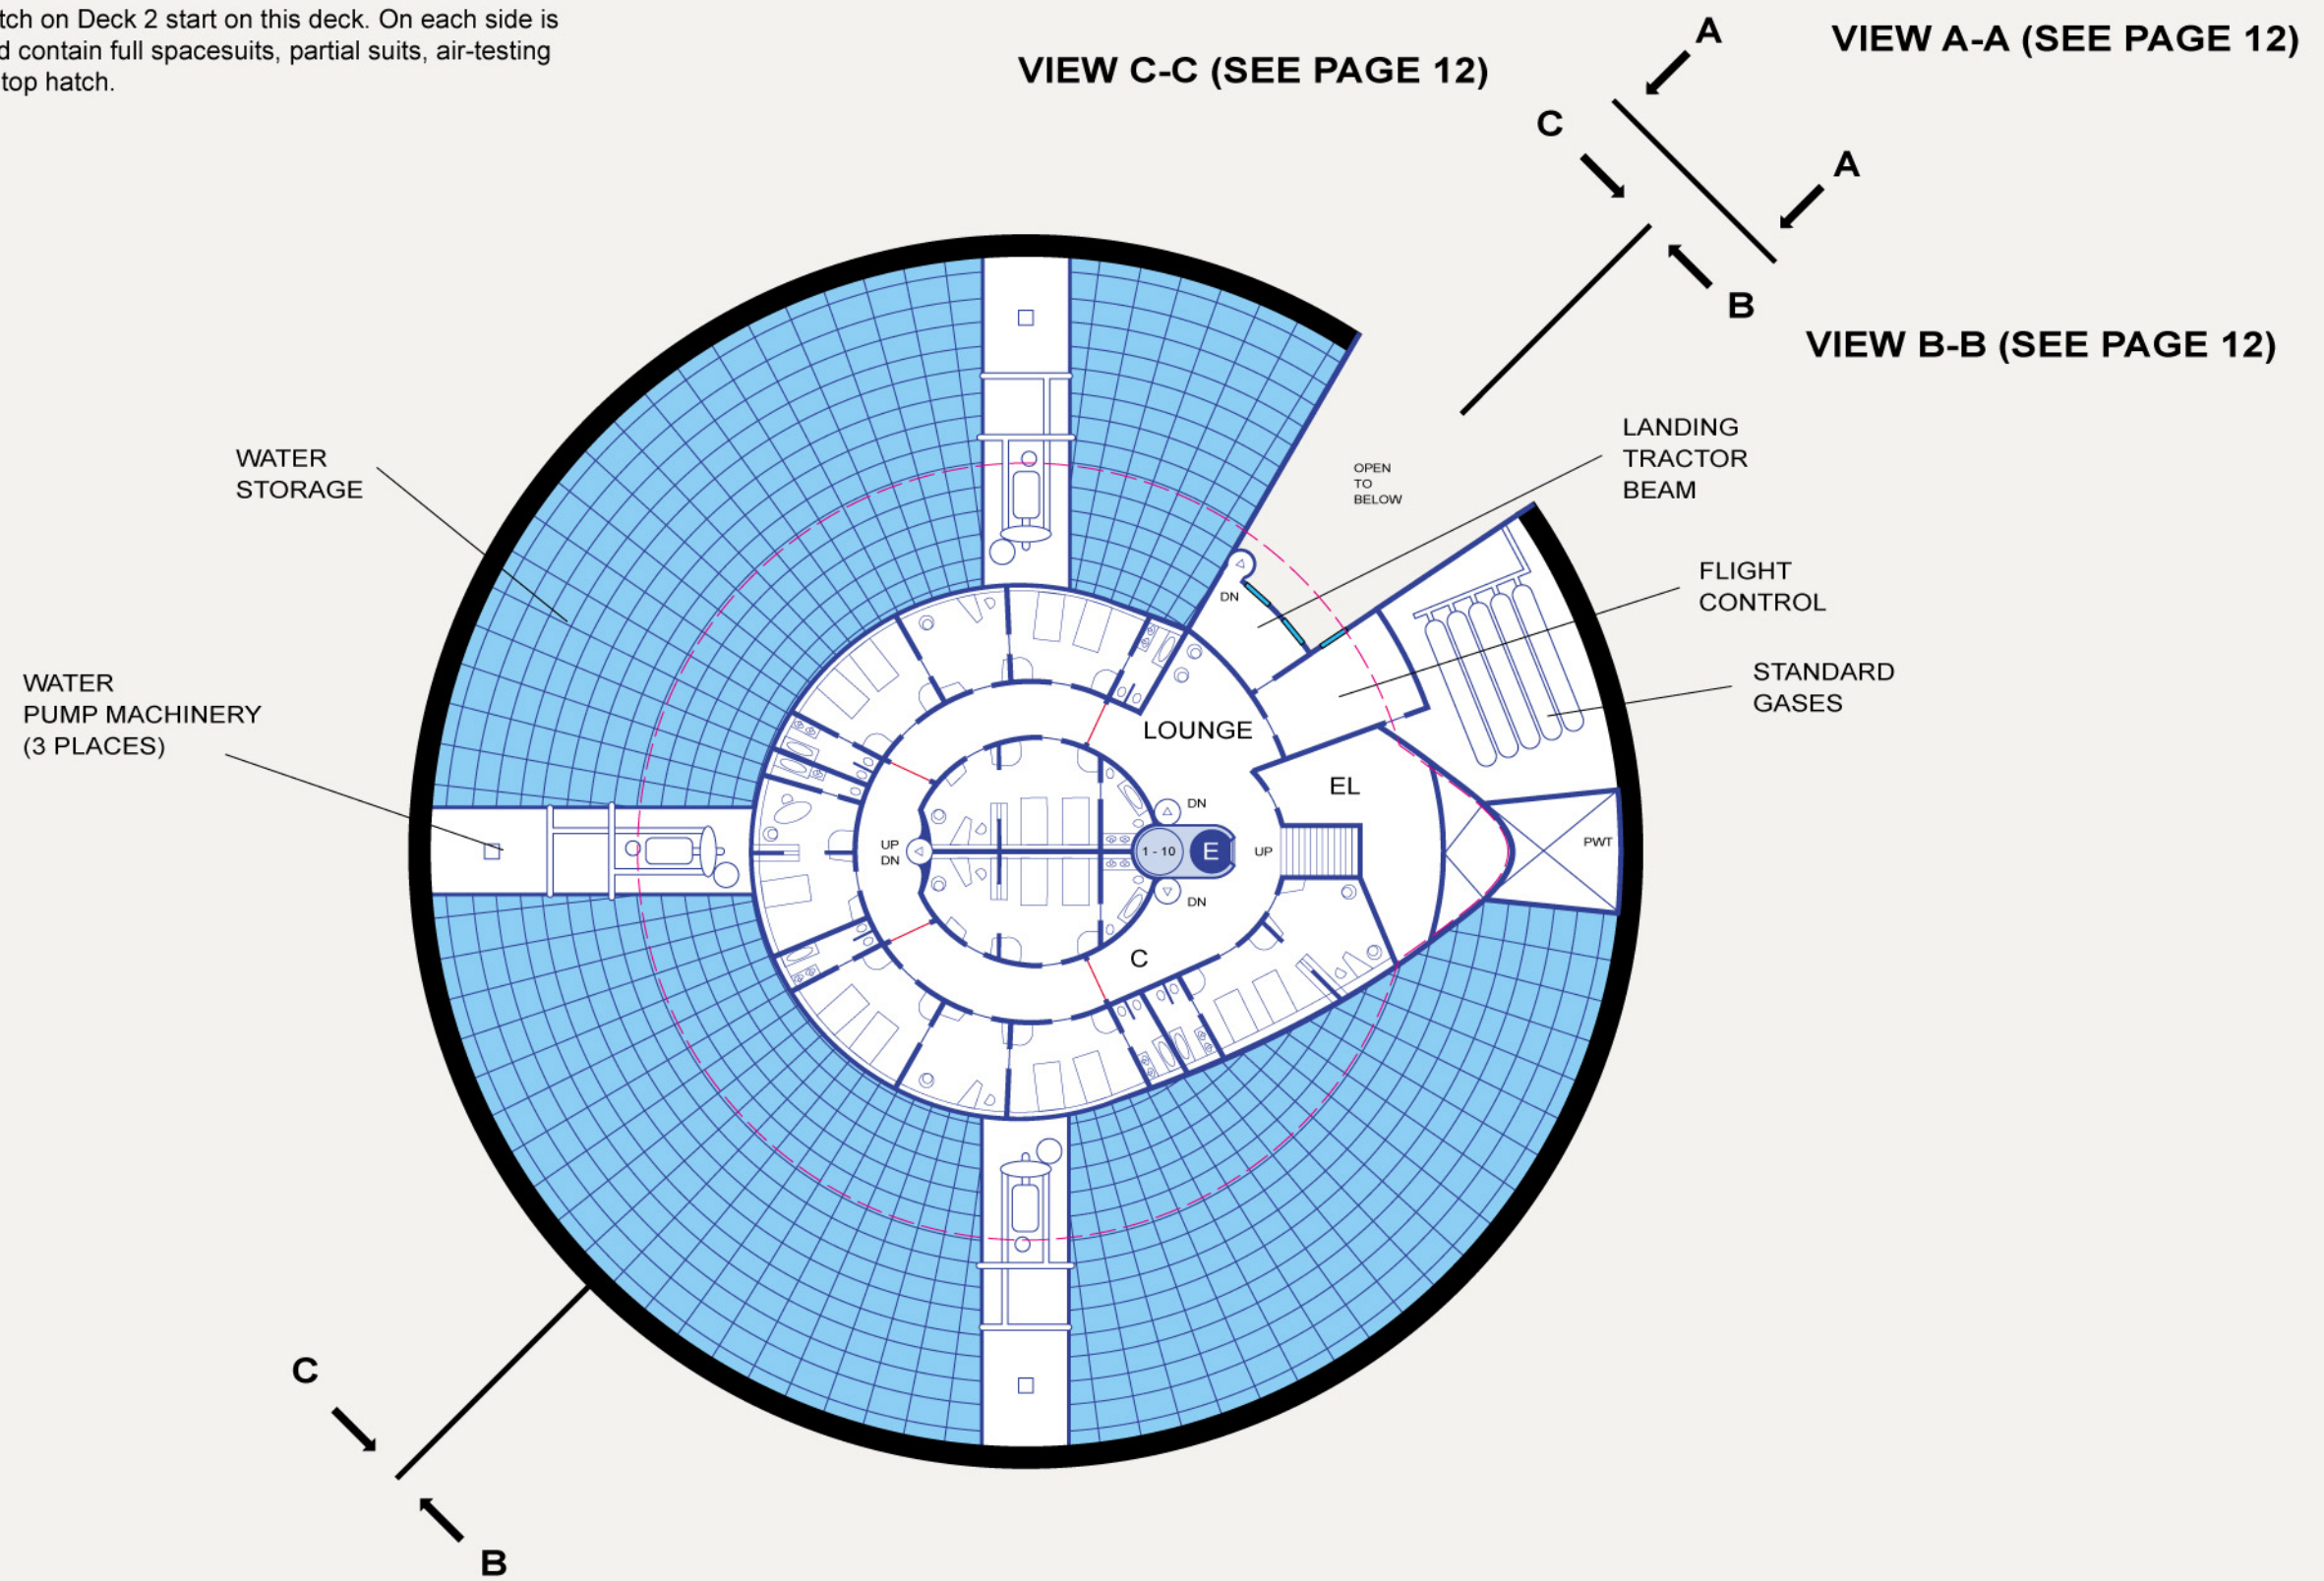 tch on Deck 2 start on this deck. On each side is
d contain full spacesuits, partial suits, air-testing
top hatch.
VIEW C-C (SEE PAGE 12)
VIEW A-A (SEE PAGE 12)
A
C
A
B
VIEW B-B (SEE PAGE 12)
LANDING
TRACTOR
BEAM
OPEN
TO
BELOW
WATER
STORAGE
FLIGHT
CONTROL
DN
STANDARD
GASES
WATER
PUMP MACHINERY
(3 PLACES)
LOUNGE
EL
DN
UP
DN
1 - 10
E
UP
PWT
DN
C
C
B